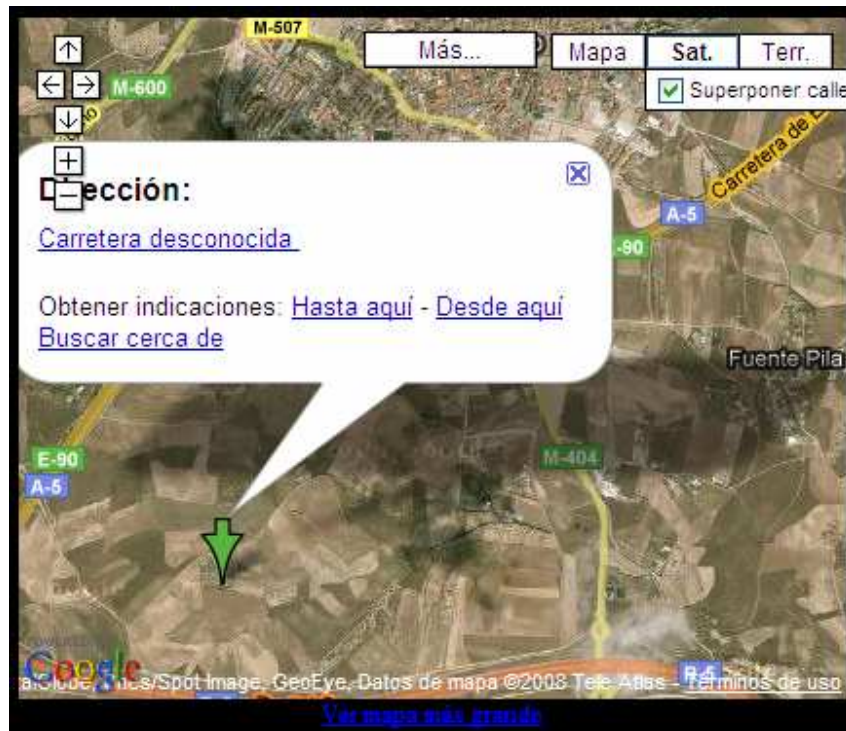 M-507
Más...
Mapa
Sat.
Terr.
M-600
Superponer calle
Carretera de
Dirección:
A-5
Carretera desconocida
-90
Obtener indicaciones: Hasta aquí - Desde aquí
Buscar cerca de
Fuente Pila
E-90
M-404
A-5
Google
R-5
Image, GeoEye, Datos de mapa ©2008 Tele Atlas - Términos de uso
Ver mapa más grande